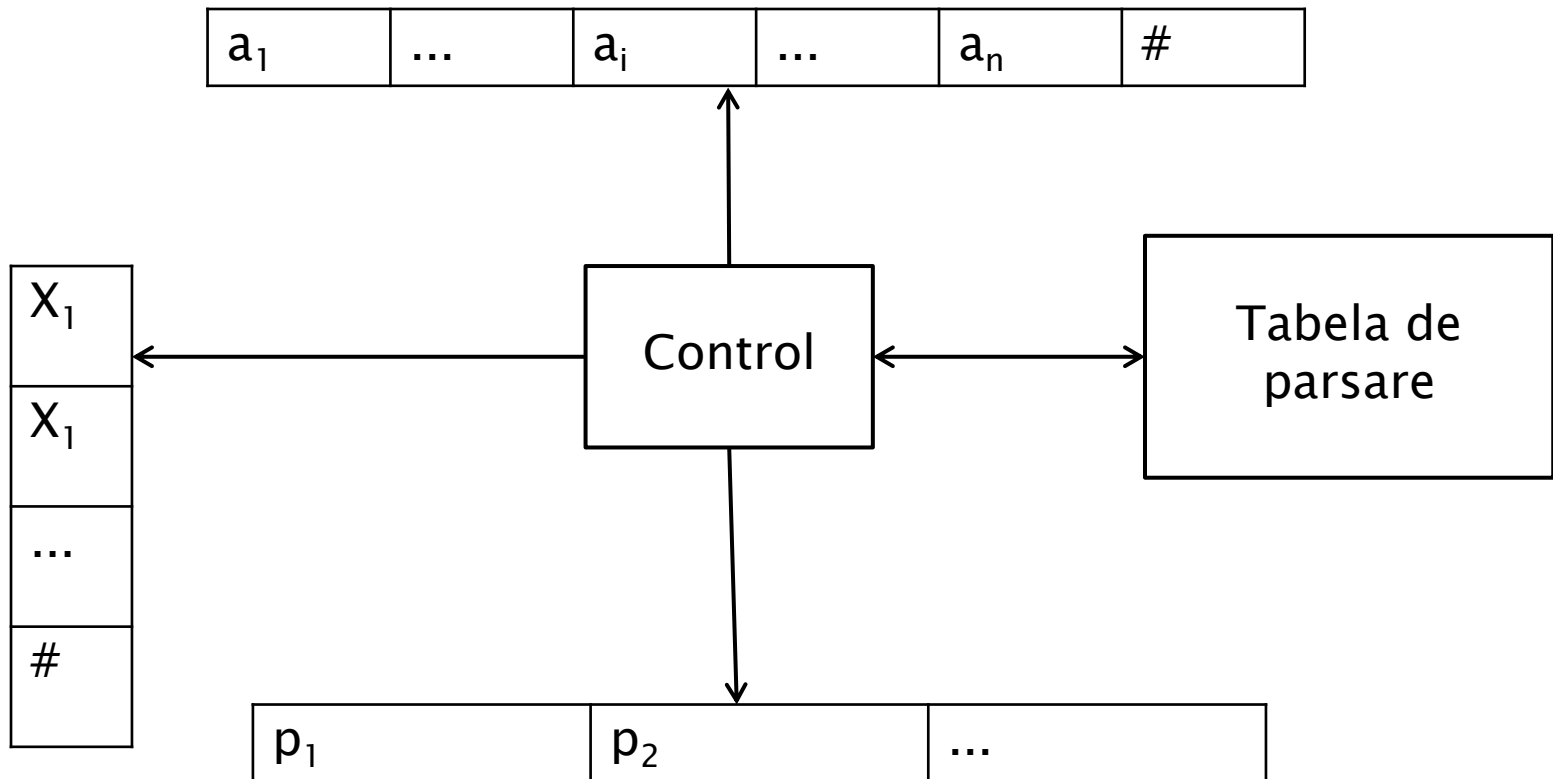 a₁ ... aᵢ ... aₙ #
X₁
X₁
...
#
Control
Tabela de
parsare
p₁ p₂ ...